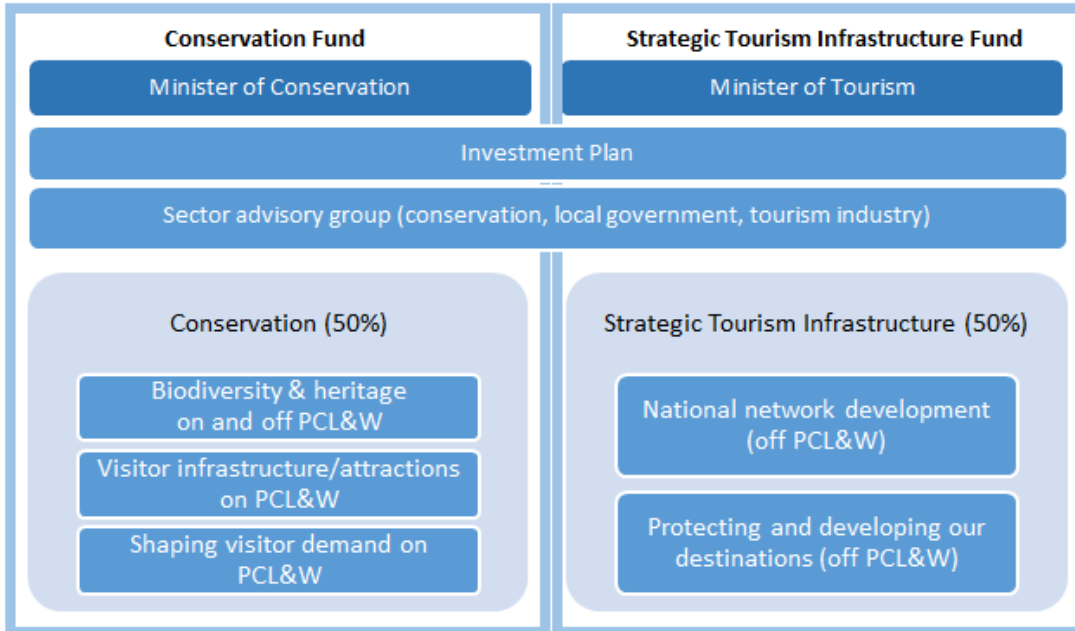 Conservation Fund
Strategic Tourism Infrastructure Fund
Minister of Conservation
Minister of Tourism
Investment Plan
Sector advisory group (conservation, local government, tourism industry)
Conservation (50%)
Biodiversity & heritage
on and off PCL&W
Visitor infrastructure/attractions
on PCL&W
Shaping visitor demand on
PCL&W
Strategic Tourism Infrastructure (50%)
National network development
(off PCL&W)
Protecting and developing our
destinations (off PCL&W)